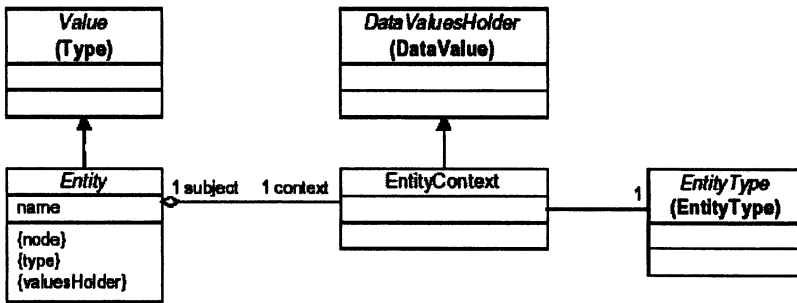 Value
(Type)
DataValuesHolder
(DataValue)
Entity
name
{node}
{type}
{valuesHolder}
1 subject
1 context
EntityContext
1
EntityType
(EntityType)